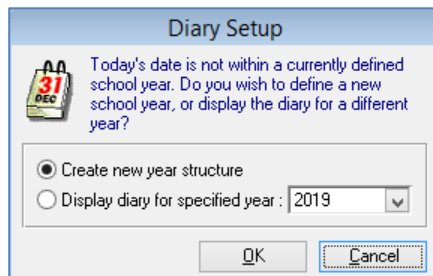 Diary Setup
Today's date is not within a currently defined
school year. Do you wish to define a new
school year, or display the diary for a different
year?
31
DEC
Create new year structure
Display diary for specified year : 2019
OK Cancel